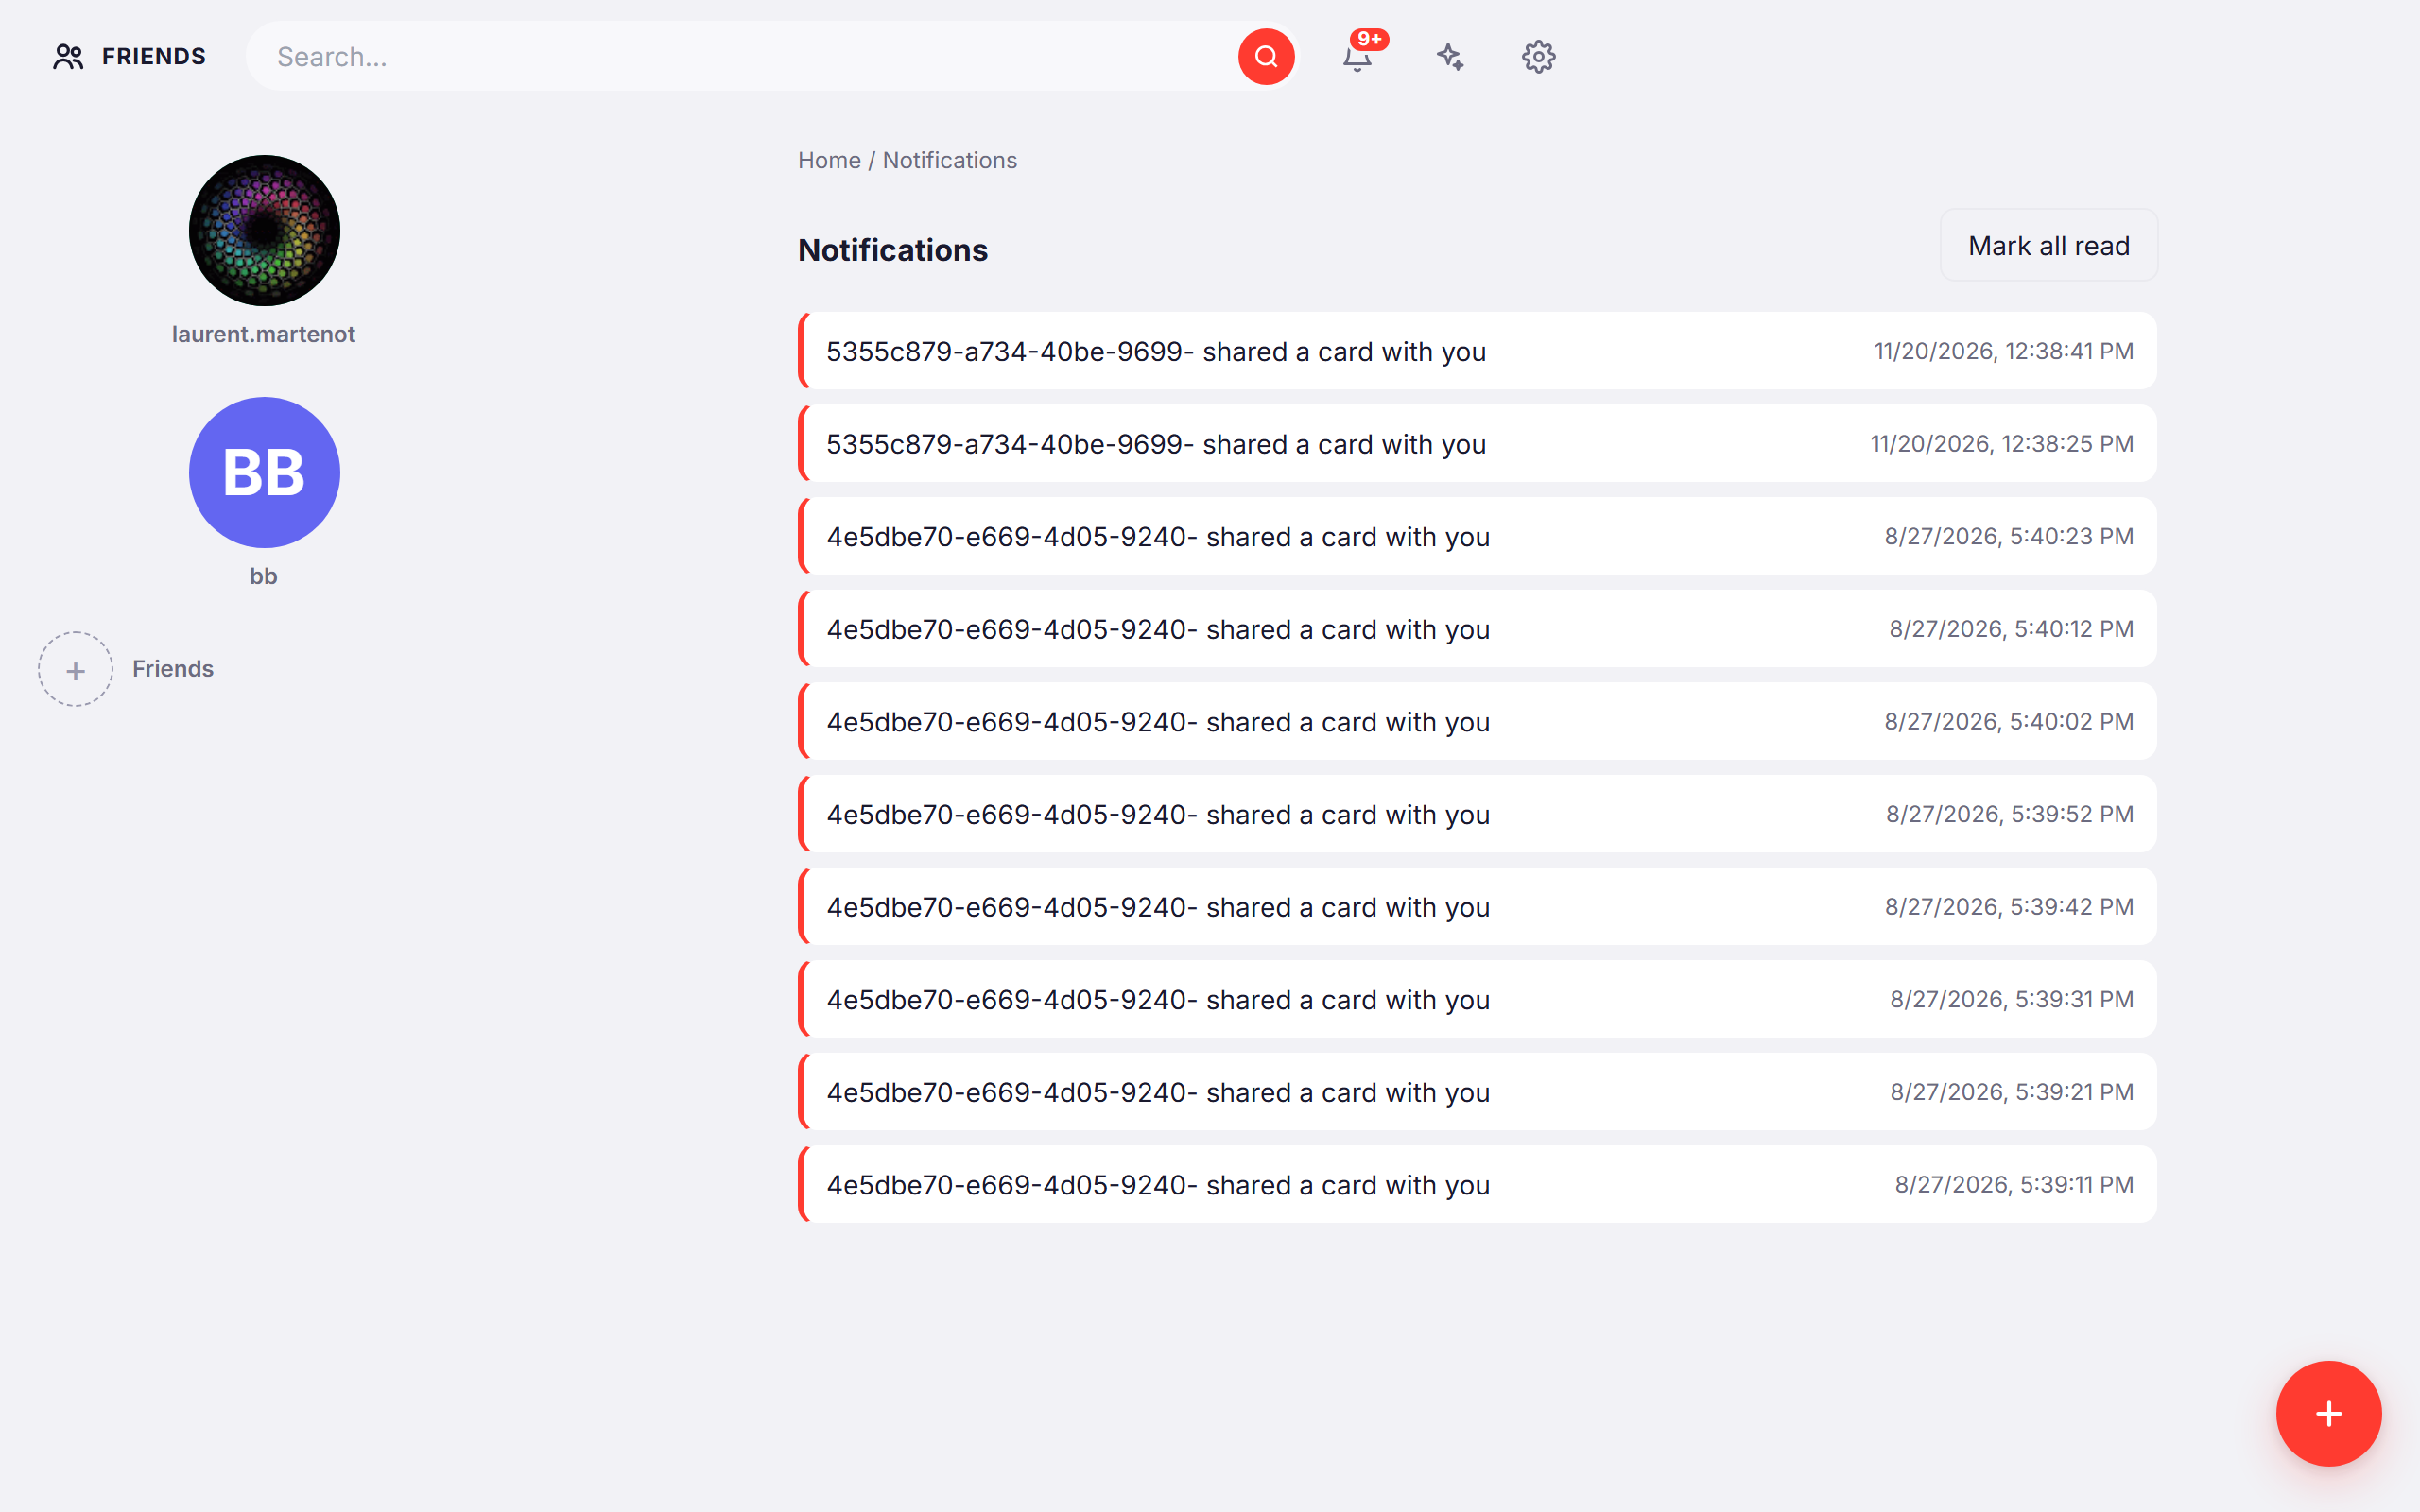 FRIENDS
Search...
9+
laurent.martenot
BB
bb
+ Friends
Home / Notifications
Notifications
Mark all read
5355c879-a734-40be-9699- shared a card with you 11/20/2026, 12:38:41 PM
5355c879-a734-40be-9699- shared a card with you 11/20/2026, 12:38:25 PM
4e5dbe70-e669-4d05-9240- shared a card with you 8/27/2026, 5:40:23 PM
4e5dbe70-e669-4d05-9240- shared a card with you 8/27/2026, 5:40:12 PM
4e5dbe70-e669-4d05-9240- shared a card with you 8/27/2026, 5:40:02 PM
4e5dbe70-e669-4d05-9240- shared a card with you 8/27/2026, 5:39:52 PM
4e5dbe70-e669-4d05-9240- shared a card with you 8/27/2026, 5:39:42 PM
4e5dbe70-e669-4d05-9240- shared a card with you 8/27/2026, 5:39:31 PM
4e5dbe70-e669-4d05-9240- shared a card with you 8/27/2026, 5:39:21 PM
4e5dbe70-e669-4d05-9240- shared a card with you 8/27/2026, 5:39:11 PM
+